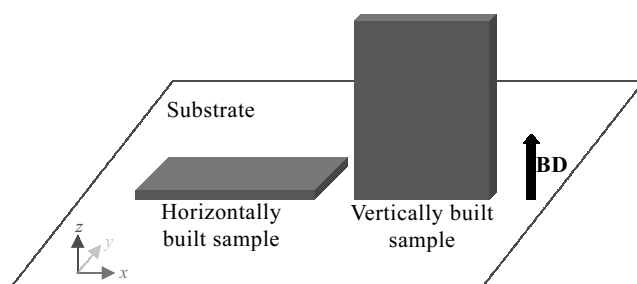 Substrate
BD
Horizontally
built sample
Vertically built
sample
z
y
x